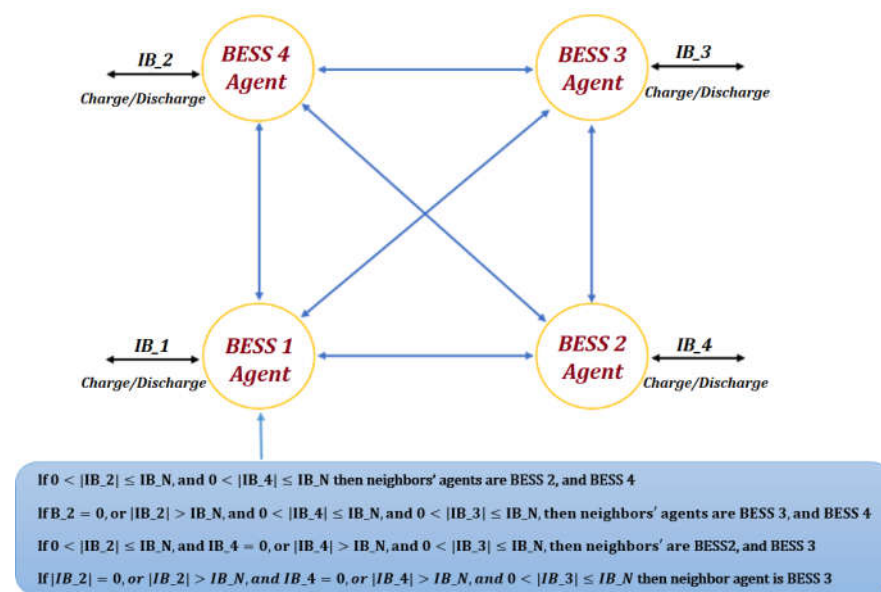 BESS 4
Agent
BESS 3
Agent
IB_2
Charge/Discharge
IB_3
Charge/Discharge
BESS 1
Agent
BESS 2
Agent
IB_1
Charge/Discharge
IB_4
Charge/Discharge
If 0 < |IB_2| ≤ IB_N, and 0 < |IB_4| ≤ IB_N then neighbors' agents are BESS 2, and BESS 4
If B_2 = 0, or |IB_2| > IB_N, and 0 < |IB_4| ≤ IB_N, and 0 < |IB_3| ≤ IB_N, then neighbors' agents are BESS 3, and BESS 4
If 0 < |IB_2| ≤ IB_N, and IB_4 = 0, or |IB_4| > IB_N, and 0 < |IB_3| ≤ IB_N, then neighbors' are BESS2, and BESS 3
If |IB_2| = 0, or |IB_2| > IB_N, and IB_4 = 0, or |IB_4| > IB_N, and 0 < |IB_3| ≤ IB_N then neighbor agent is BESS 3